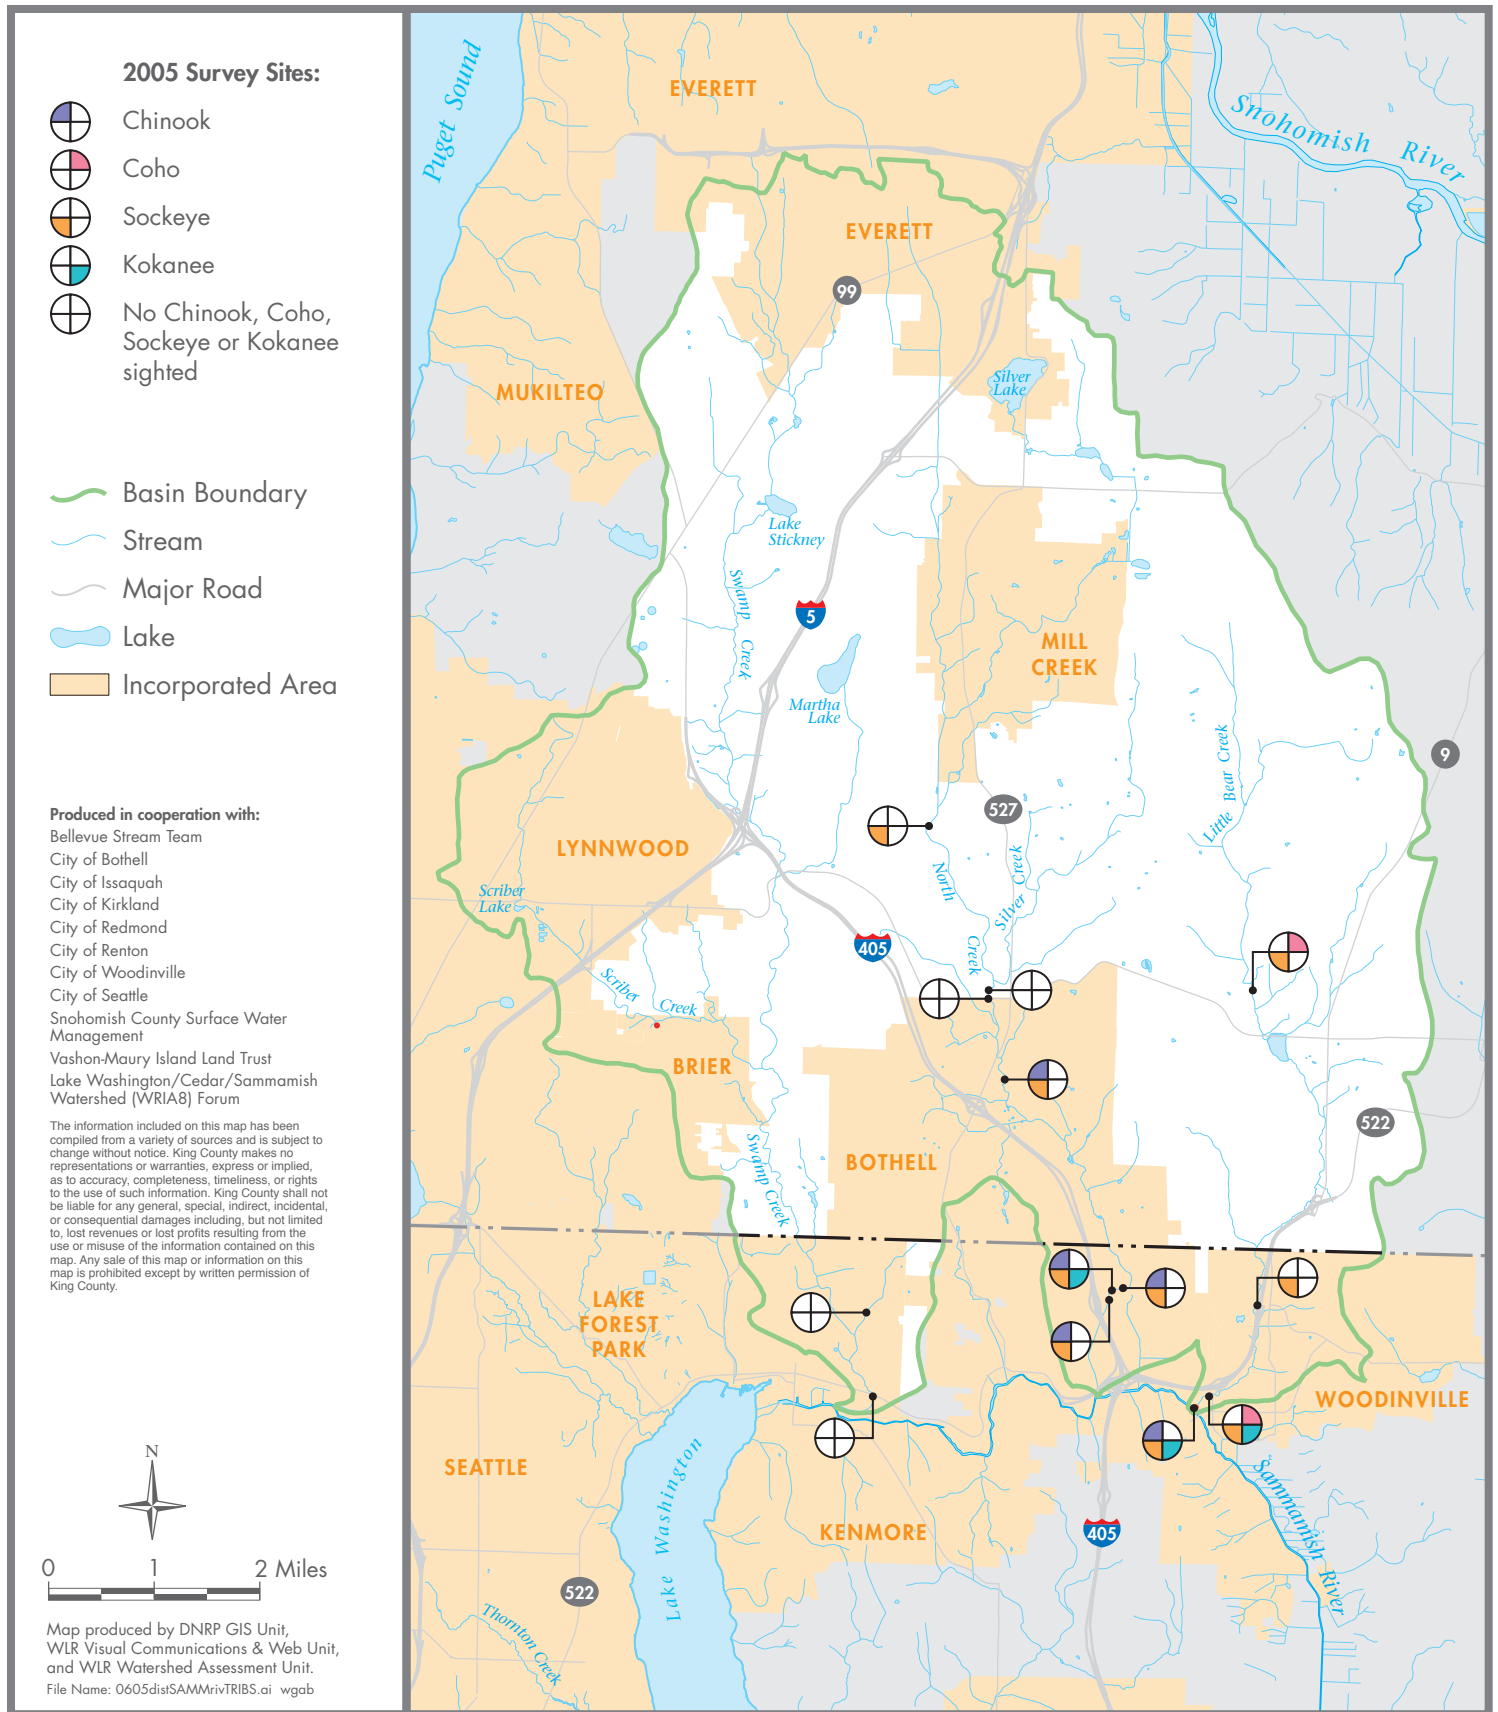 2005 Survey Sites:
Chinook
Coho
Sockeye
Kokanee
No Chinook, Coho,
Sockeye or Kokanee
sighted
Basin Boundary
Stream
Major Road
Lake
Incorporated Area
Produced in cooperation with:
Bellevue Stream Team
City of Bothell
City of Issaquah
City of Kirkland
City of Redmond
City of Renton
City of Woodinville
City of Seattle
Snohomish County Surface Water
Management
Vashon-Maury Island Land Trust
Lake Washington/Cedar/Sammamish
Watershed (WRIA8) Forum
The information included on this map has been
compiled from a variety of sources and is subject to
change without notice. King County makes no
representations or warranties, express or implied,
as to accuracy, completeness, timeliness, or rights
to the use of such information. King County shall not
be liable for any general, special, indirect, incidental,
or consequential damages including, but not limited
to, lost revenues or lost profits resulting from the
use or misuse of the information contained on this
map. Any sale of this map or information on this
map is prohibited except by written permission of
King County.
N
0 1 2 Miles
Map produced by DNRP GIS Unit,
WLR Visual Communications & Web Unit,
and WLR Watershed Assessment Unit.
File Name: 0605distSAMMrivTRIBS.ai wgab
Puget Sound
EVERETT
Snohomish River
EVERETT
99
MUKILTEO
Silver
Lake
Lake
Stickney
Swamp Creek
5
MILL
CREEK
Martha
Lake
Little Bear Creek
9
527
LYNNWOOD
North Creek
Silver Creek
Scriber
Lake
405
Scriber Creek
BRIER
522
BOTHELL
Swamp Creek
LAKE
FOREST
PARK
WOODINVILLE
SEATTLE
Lake Washington
Sammamish River
KENMORE
405
522
Thornton Creek